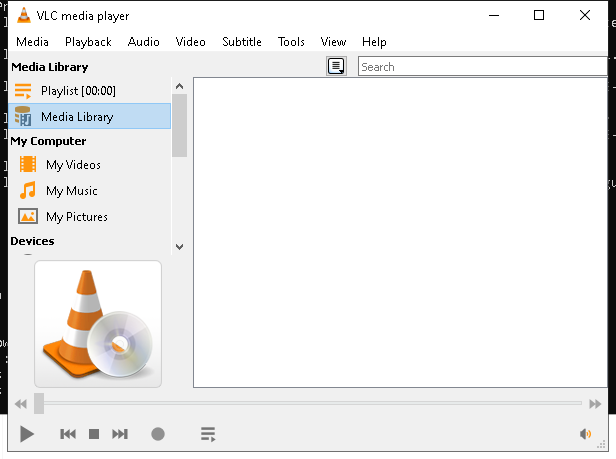 VLC media player
Media Playback Audio Video Subtitle Tools View Help
Media Library
Search
Playlist [00:00]
Media Library
My Computer
My Videos
My Music
My Pictures
Devices